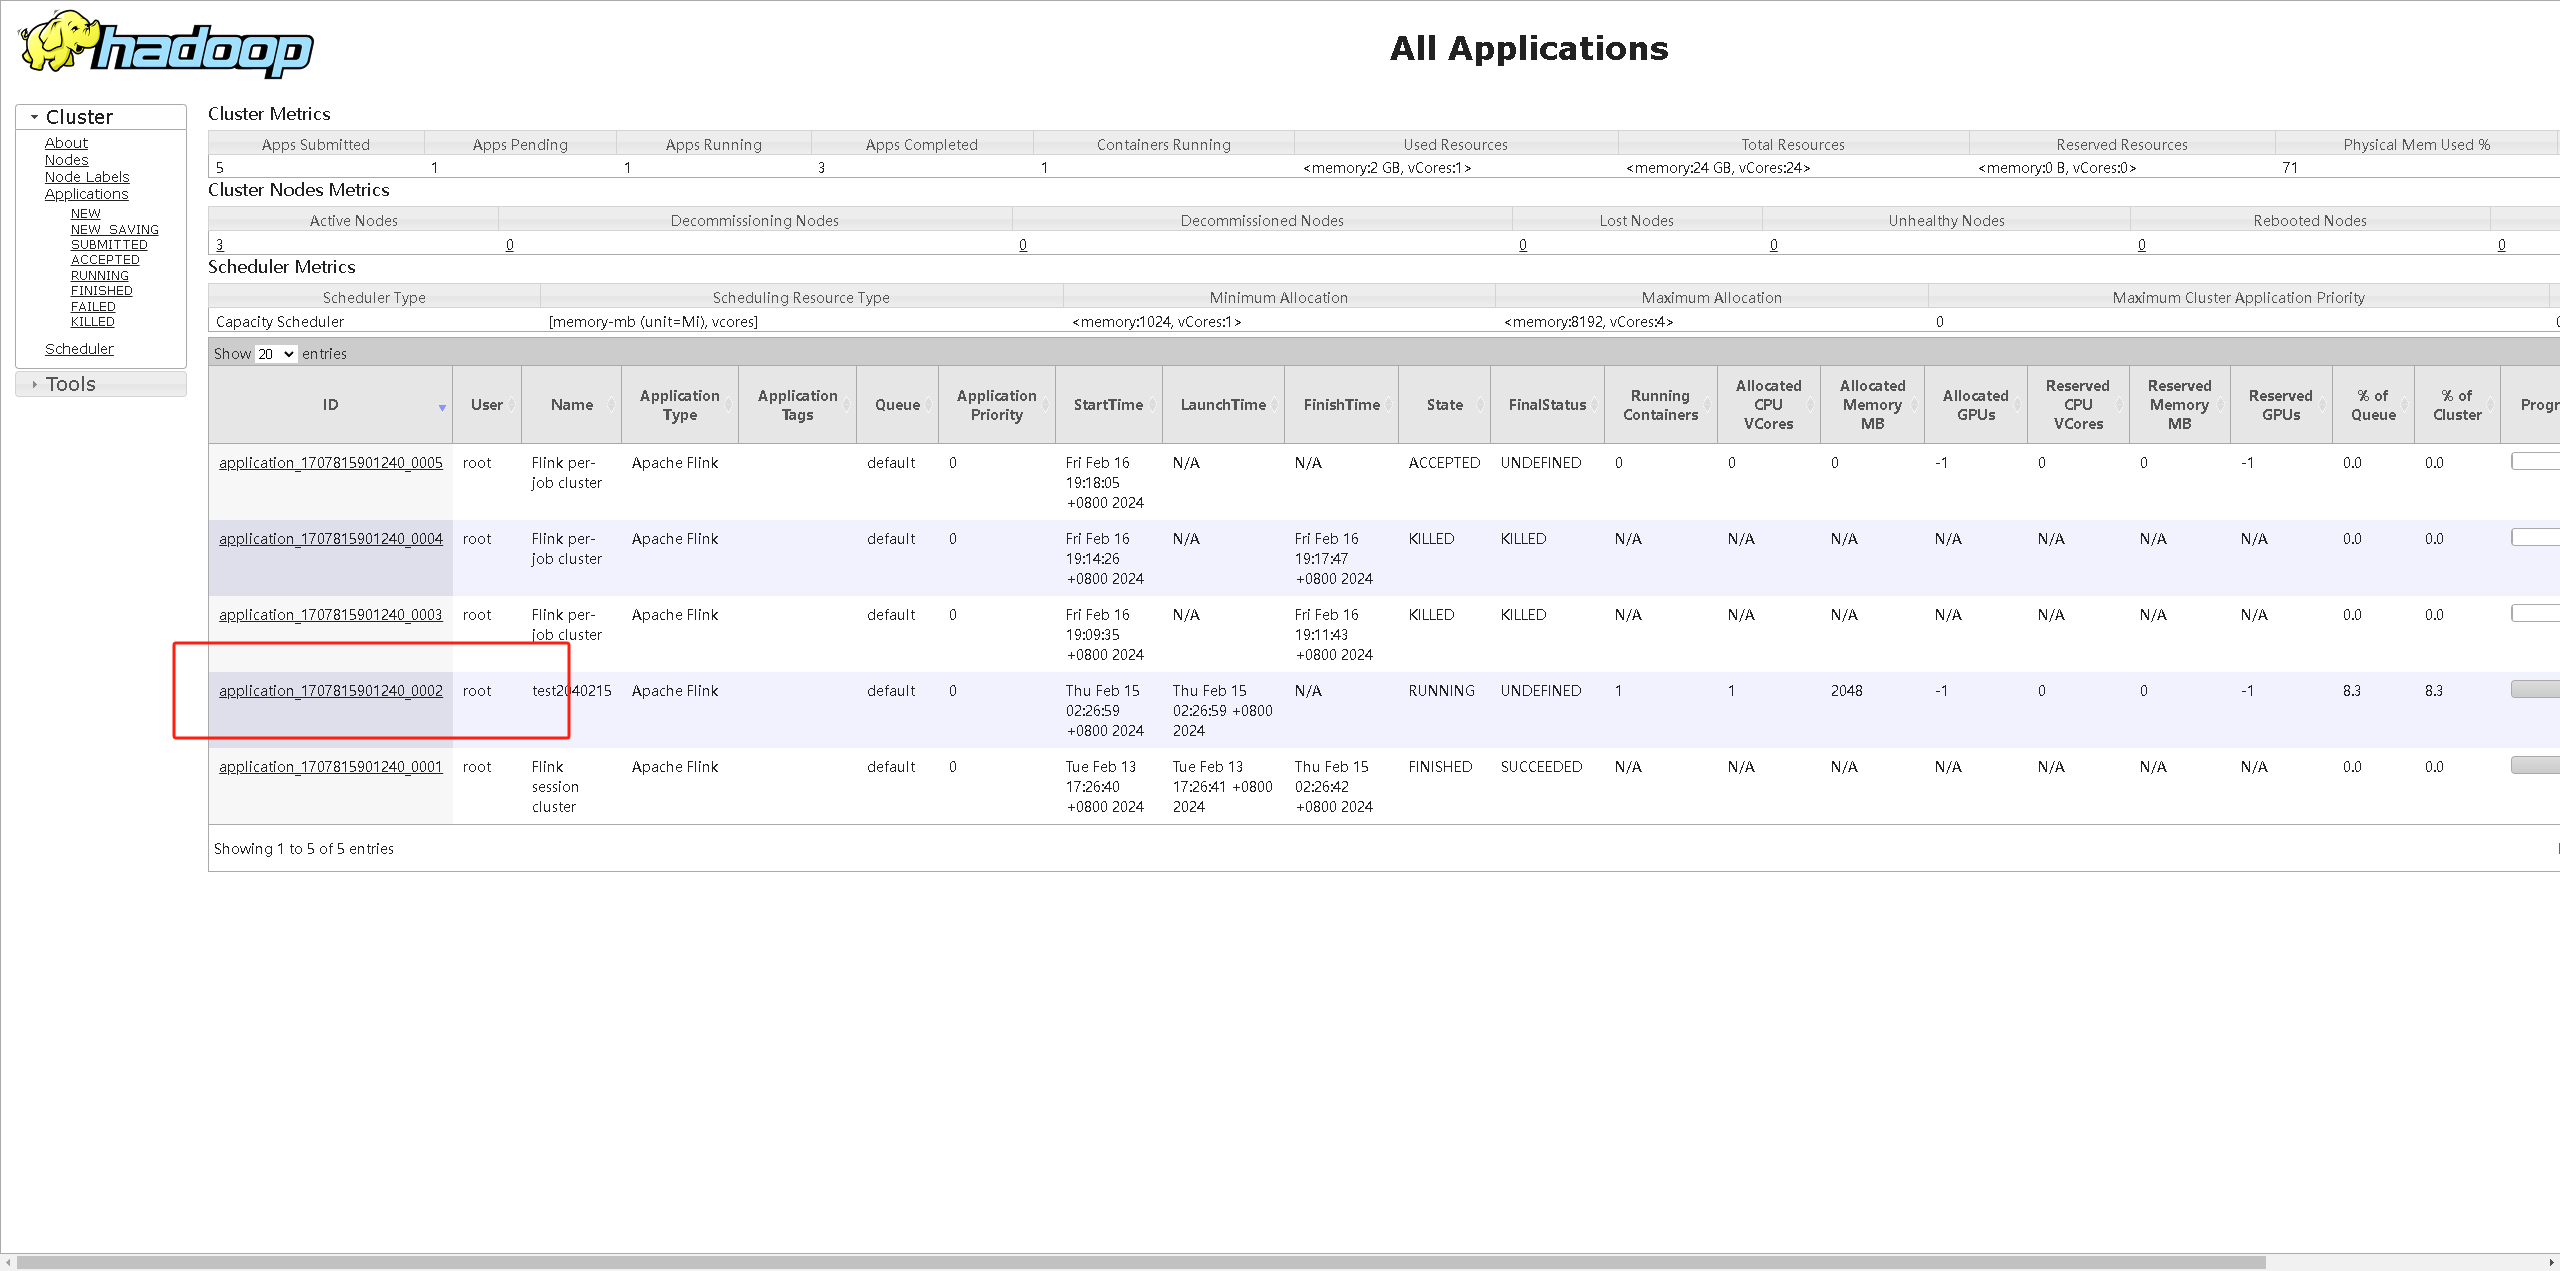 hadoop
All Applications
Cluster
About
Nodes
Node Labels
Applications
NEW
NEW_SAVING
SUBMITTED
ACCEPTED
RUNNING
FINISHED
FAILED
KILLED
Scheduler
Tools
Cluster Metrics
Apps Submitted Apps Pending Apps Running Apps Completed Containers Running Used Resources Total Resources Reserved Resources Physical Mem Used %
5 1 1 3 1 <memory:2 GB, vCores:1> <memory:24 GB, vCores:24> <memory:0 B, vCores:0> 71
Cluster Nodes Metrics
Active Nodes Decommissioning Nodes Decommissioned Nodes Lost Nodes Unhealthy Nodes Rebooted Nodes
3 0 0 0 0 0 0
Scheduler Metrics
Scheduler Type Scheduling Resource Type Minimum Allocation Maximum Allocation Maximum Cluster Application Priority
Capacity Scheduler [memory-mb (unit=Mi), vcores] <memory:1024, vCores:1> <memory:8192, vCores:4> 0
Show 20 entries
ID User Name Application Type Application Tags Queue Application Priority StartTime LaunchTime FinishTime State FinalStatus Running Containers Allocated CPU VCores Allocated Memory MB Allocated GPUs Reserved CPU VCores Reserved Memory MB Reserved GPUs % of Queue % of Cluster Progr
application_1707815901240_0005 root Flink per- Apache Flink default 0 Fri Feb 16 N/A N/A ACCEPTED UNDEFINED 0 0 0 -1 0 0 -1 0.0 0.0
job cluster 19:18:05
+0800 2024
application_1707815901240_0004 root Flink per- Apache Flink default 0 Fri Feb 16 N/A Fri Feb 16 KILLED KILLED N/A N/A N/A N/A N/A N/A N/A 0.0 0.0
job cluster 19:14:26 19:17:47
+0800 2024 +0800 2024
application_1707815901240_0003 root Flink per- Apache Flink default 0 Fri Feb 16 N/A Fri Feb 16 KILLED KILLED N/A N/A N/A N/A N/A N/A N/A 0.0 0.0
job cluster 19:09:35 19:11:43
+0800 2024 +0800 2024
application_1707815901240_0002 root test2040215 Apache Flink default 0 Thu Feb 15 Thu Feb 15 N/A RUNNING UNDEFINED 1 1 2048 -1 0 0 -1 8.3 8.3
02:26:59 02:26:59 +0800
+0800 2024 2024
application_1707815901240_0001 root Flink Apache Flink default 0 Tue Feb 13 Tue Feb 13 Thu Feb 15 FINISHED SUCCEEDED N/A N/A N/A N/A N/A N/A N/A 0.0 0.0
session 17:26:40 17:26:41 +0800 02:26:42
cluster +0800 2024 2024 +0800 2024
Showing 1 to 5 of 5 entries